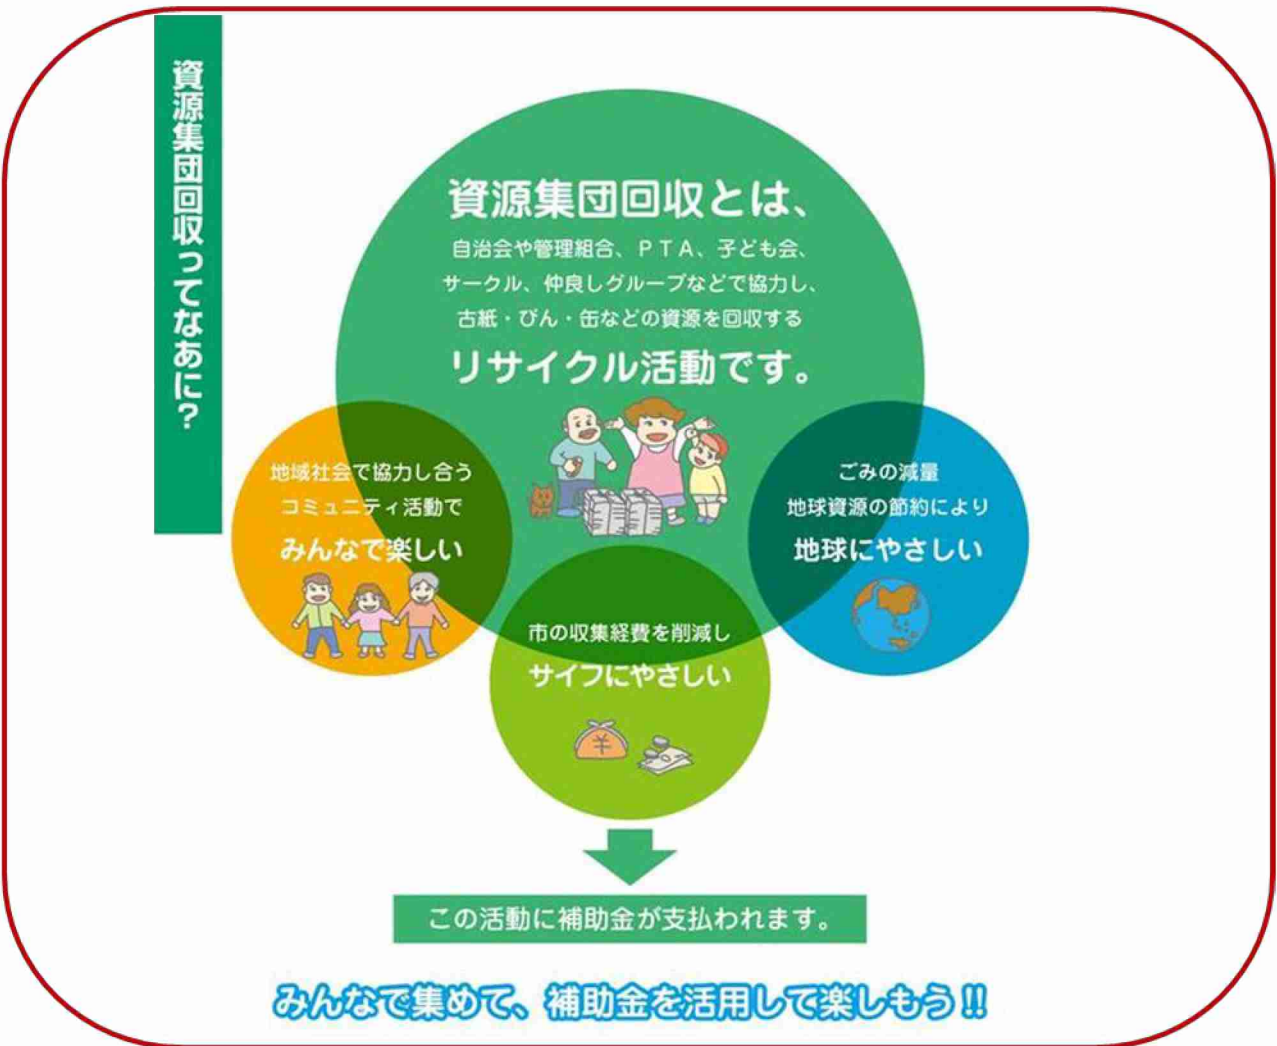 資源集団回収ってなあに?
資源集団回収とは、
自治会や管理組合、PTA、子ども会、
サークル、仲良しグループなどで協力し、
古紙・びん・缶などの資源を回収する
リサイクル活動です。
地域社会で協力し合う
コミュニティ活動で
みんなで楽しい
市の収集経費を削減し
サイフにやさしい
ごみの減量
地球資源の節約により
地球にやさしい
この活動に補助金が支払われます。
みんなで集めて、補助金を活用して楽しもう!!